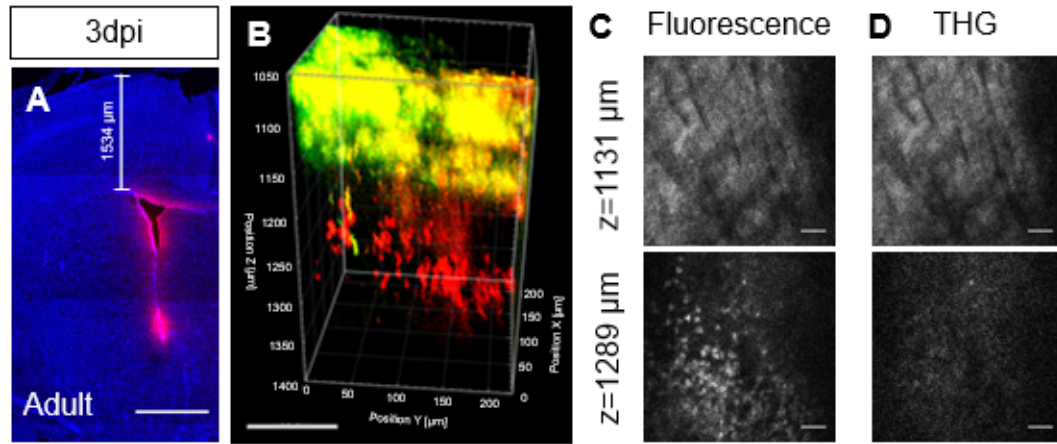 3dpi
A
1534 µm
Adult
B
1050
1100
1150
1200
1250
1300
1350
1400
Position Z [µm]
0
50
100
150
200
Position Y [µm]
200
150
100
50
0
Position X [µm]
C Fluorescence
D THG
z=1131 µm
z=1289 µm